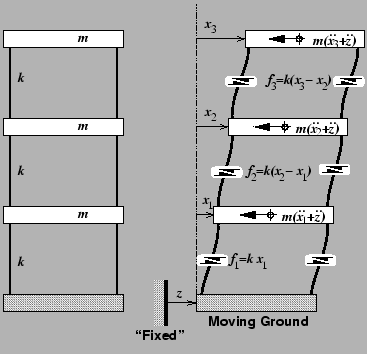 m
k
m
k
m
k
x3
m(ẍ3+z̈)
f3=k(x3− x2)
x2
m(ẍ2+z̈)
f2=k(x2− x1)
x1
m(ẍ1+z̈)
f1=k x1
z
“Fixed”
Moving Ground